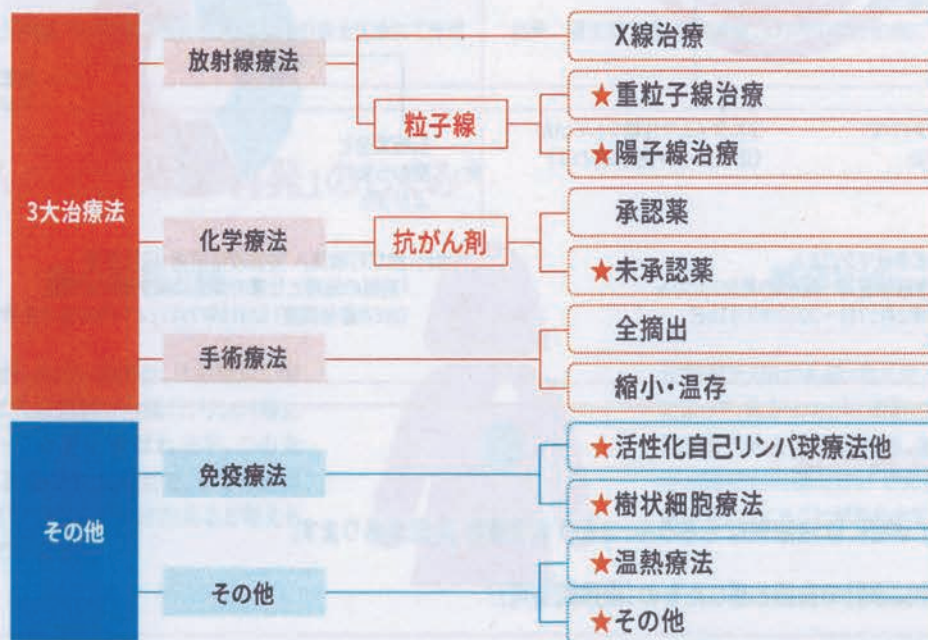 3大治療法
放射線療法
X線治療
粒子線
★重粒子線治療
★陽子線治療
化学療法
抗がん剤
承認薬
★未承認薬
手術療法
全摘出
縮小・温存
その他
免疫療法
★活性化自己リンパ球療法他
★樹状細胞療法
その他
★温熱療法
★その他